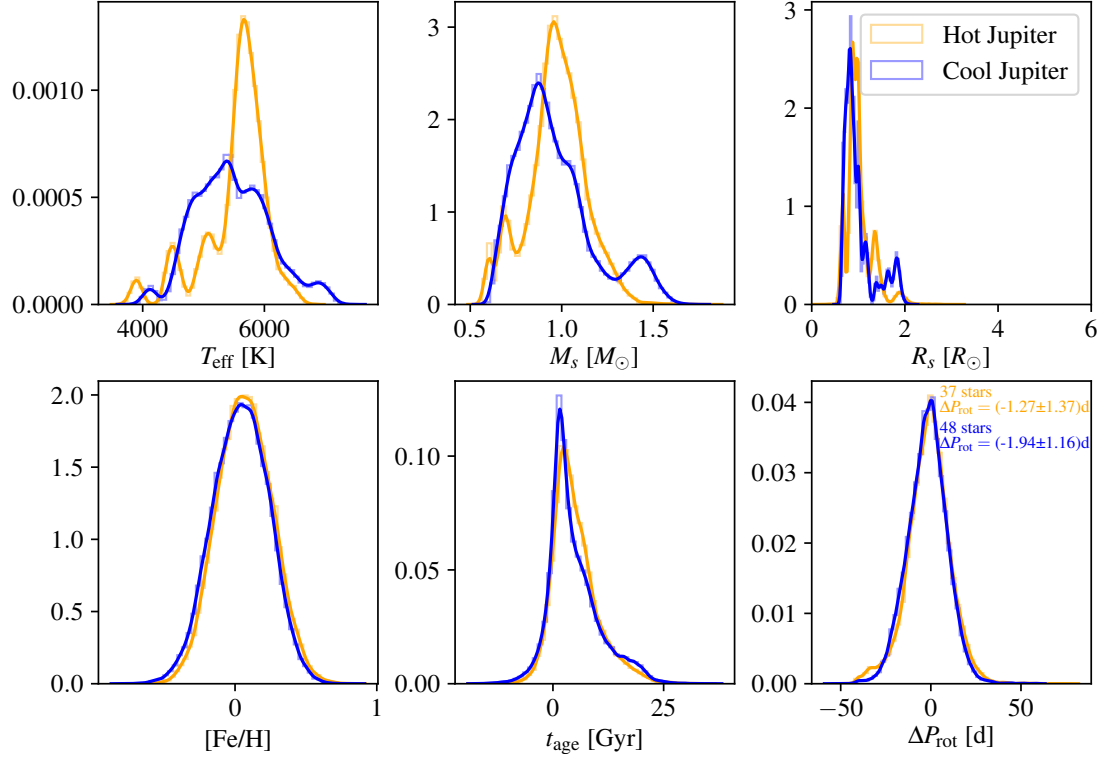 0.0010
0.0005
0.0000
4000 6000
T_eff [K]
3
2
1
0
0.5 1.0 1.5
M_s [M_⊙]
3
2
1
0
0 2 4 6
R_s [R_⊙]
Hot Jupiter
Cool Jupiter
2.0
1.5
1.0
0.5
0.0
0 1
[Fe/H]
0.10
0.05
0.00
0 25
t_age [Gyr]
0.04
0.03
0.02
0.01
0.00
−50 0 50
ΔP_rot [d]
37 stars
ΔP_rot = (-1.27±1.37)d
48 stars
ΔP_rot = (-1.94±1.16)d